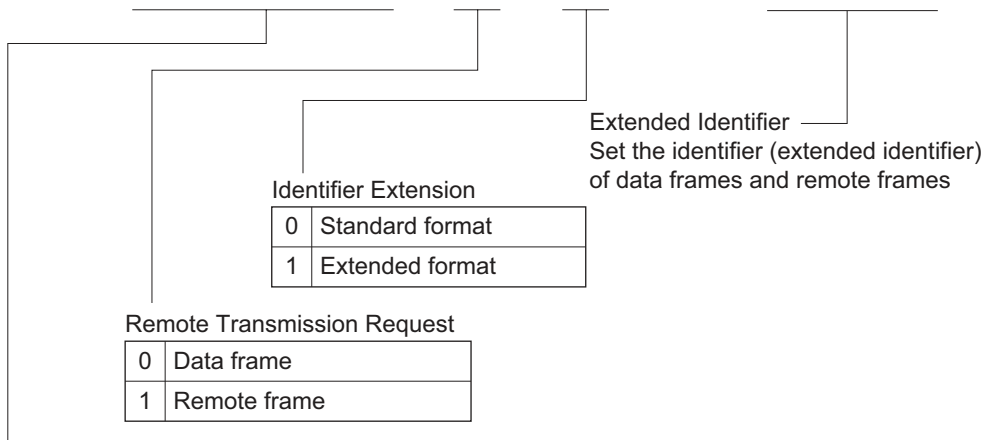 Extended Identifier
Set the identifier (extended identifier)
of data frames and remote frames
Identifier Extension
0 Standard format
1 Extended format
Remote Transmission Request
0 Data frame
1 Remote frame